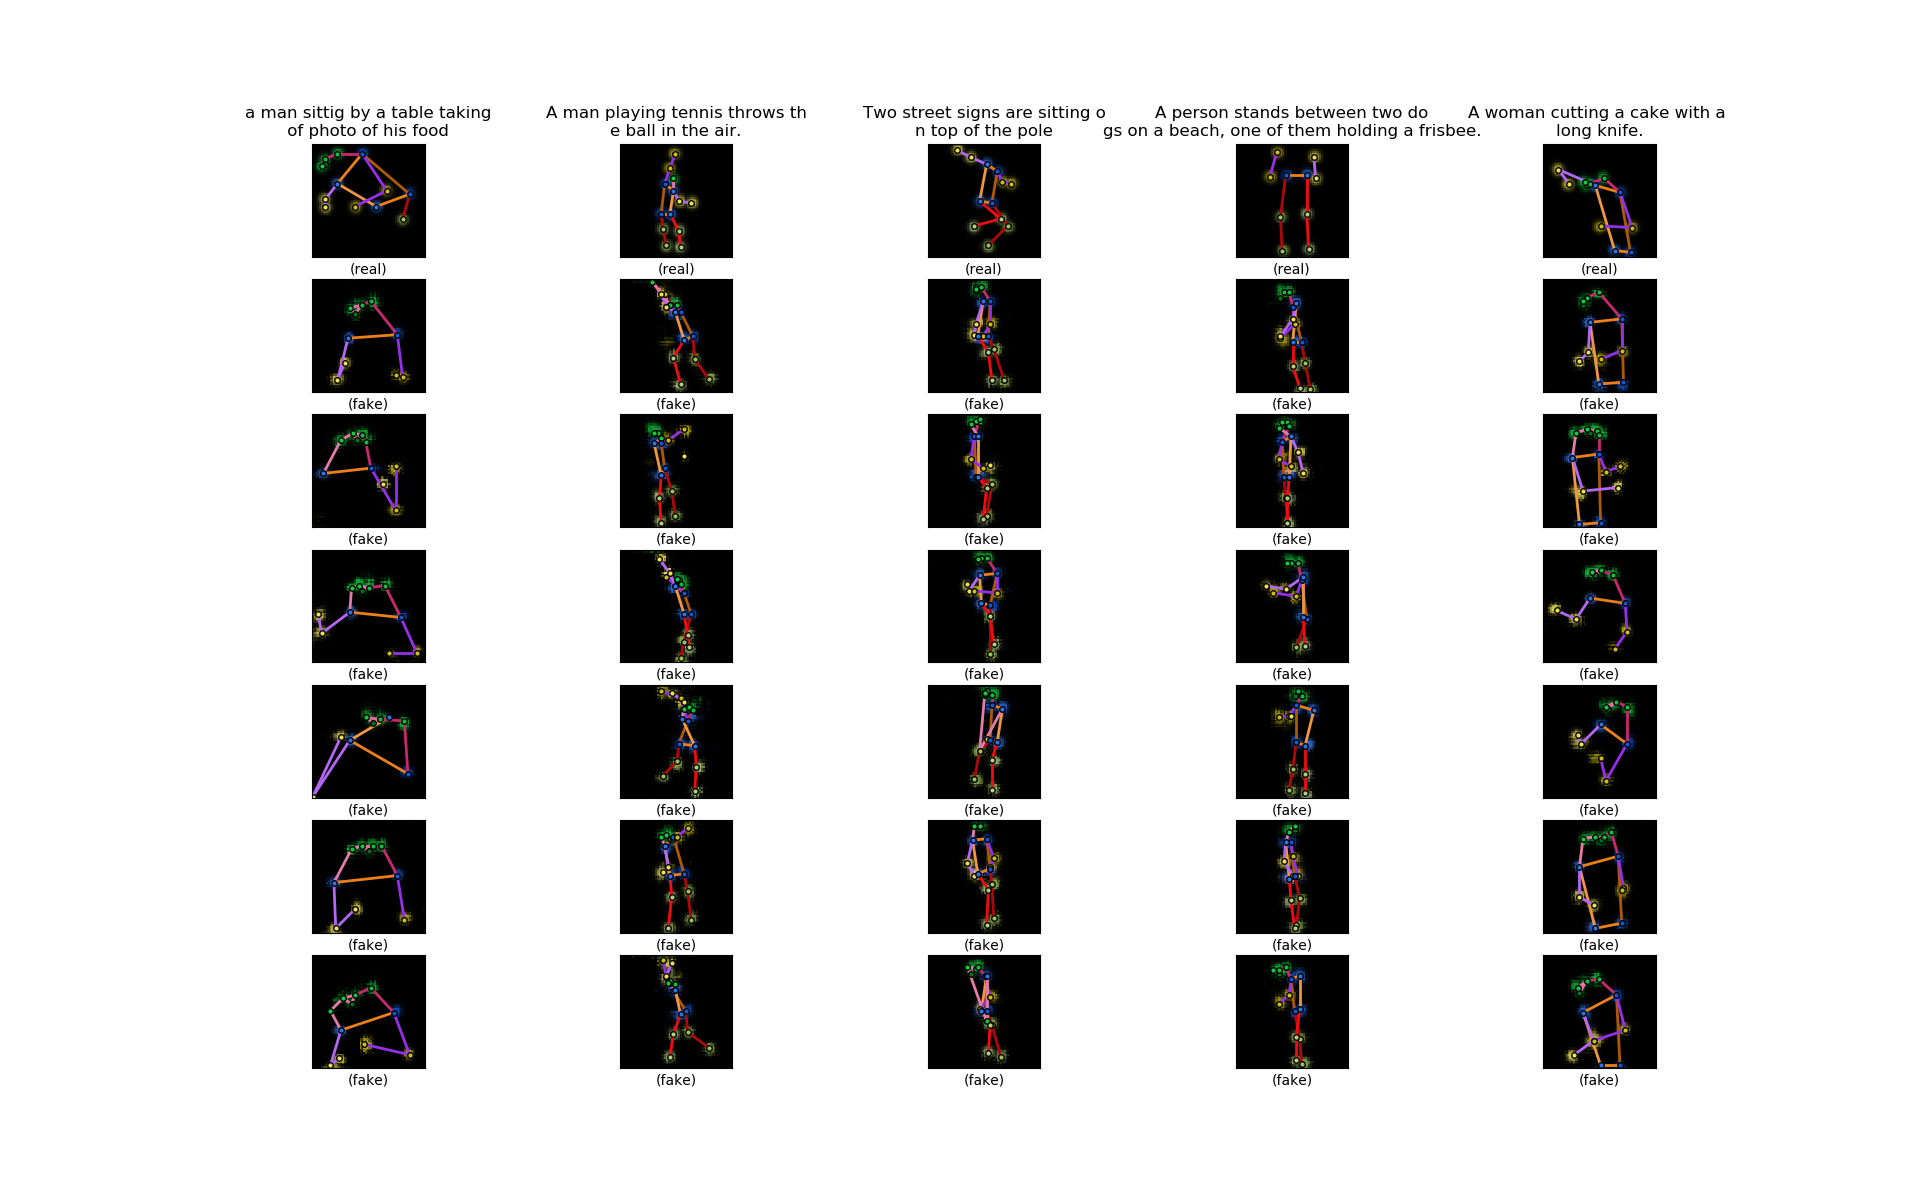 a man sittig by a table taking
of photo of his food
A man playing tennis throws th
e ball in the air.
Two street signs are sitting o
n top of the pole
A person stands between two do
gs on a beach, one of them holding a frisbee.
A woman cutting a cake with a
long knife.
(real) (real) (real) (real) (real)
(fake) (fake) (fake) (fake) (fake)
(fake) (fake) (fake) (fake) (fake)
(fake) (fake) (fake) (fake) (fake)
(fake) (fake) (fake) (fake) (fake)
(fake) (fake) (fake) (fake) (fake)
(fake) (fake) (fake) (fake) (fake)